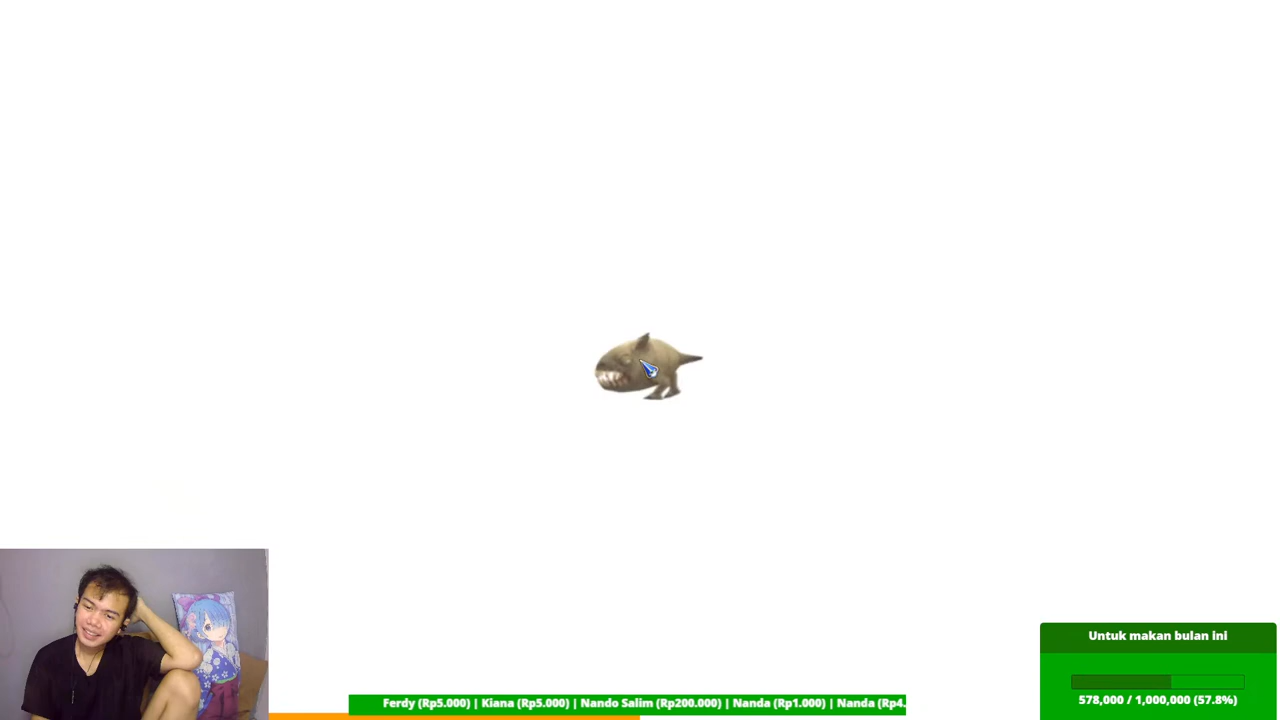 Untuk makan bulan ini
578,000 / 1,000,000 (57.8%)
Ferdy (Rp5.000) | Kiana (Rp5.000) | Nando Salim (Rp200.000) | Nanda (Rp1.000) | Nanda (Rp4.